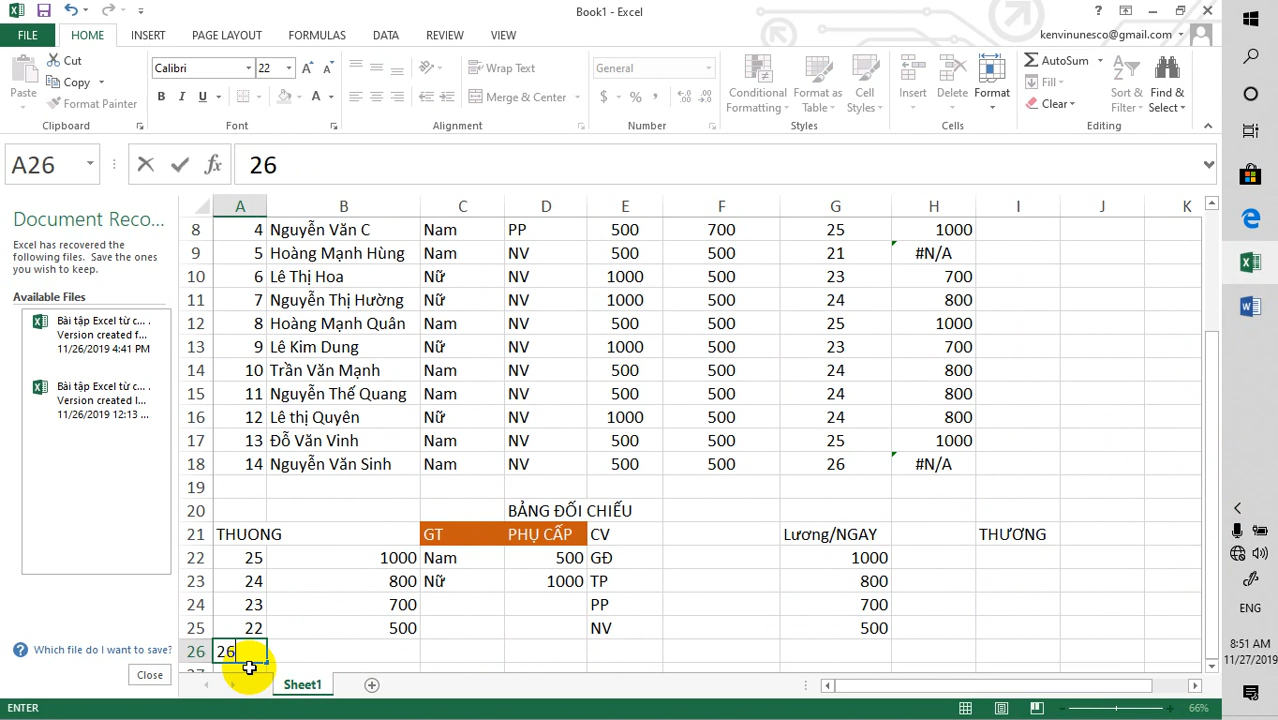 Book1 - Excel
FILE HOME INSERT PAGE LAYOUT FORMULAS DATA REVIEW VIEW kenvinunesco@gmail.com
Paste Cut Copy Format Painter Clipboard
Calibri 22 Font
Wrap Text Merge & Center Alignment
General Number
Conditional Formatting Format as Table Cell Styles Styles
Insert Delete Format Cells
AutoSum Fill Clear Sort & Filter Find & Select Editing
A26 fx 26
Document Reco...
Excel has recovered the
following files. Save the ones
you wish to keep.
Available Files
Bài tập Excel từ c... .
Version created f...
11/26/2019 4:41 PM
Bài tập Excel từ c... .
Version created l...
11/26/2019 12:13 ...
Which file do I want to save?
Close
A B C D E F G H I J K
8 4 Nguyễn Văn C Nam PP 500 700 25 1000
9 5 Hoàng Mạnh Hùng Nam NV 500 500 21 #N/A
10 6 Lê Thị Hoa Nữ NV 1000 500 23 700
11 7 Nguyễn Thị Hường Nữ NV 1000 500 24 800
12 8 Hoàng Mạnh Quân Nam NV 500 500 25 1000
13 9 Lê Kim Dung Nữ NV 1000 500 23 700
14 10 Trần Văn Mạnh Nam NV 500 500 24 800
15 11 Nguyễn Thế Quang Nam NV 500 500 24 800
16 12 Lê thị Quyên Nữ NV 1000 500 24 800
17 13 Đỗ Văn Vinh Nam NV 500 500 25 1000
18 14 Nguyễn Văn Sinh Nam NV 500 500 26 #N/A
19
20 BẢNG ĐỐI CHIẾU
21 THUONG GT PHỤ CẤP CV Lương/NGAY THƯƠNG
22 25 1000 Nam 500 GĐ 1000
23 24 800 Nữ 1000 TP 800
24 23 700 PP 700
25 22 500 NV 500
26 26
Sheet1
ENTER 66%
ENG
8:51 AM
11/27/2019